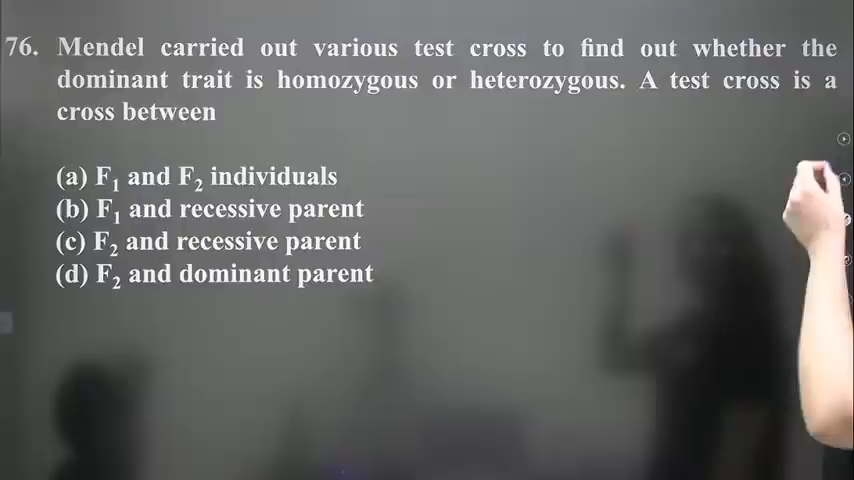 76. Mendel carried out various test cross to find out whether the
dominant trait is homozygous or heterozygous. A test cross is a
cross between
(a) F₁ and F₂ individuals
(b) F₁ and recessive parent
(c) F₂ and recessive parent
(d) F₂ and dominant parent